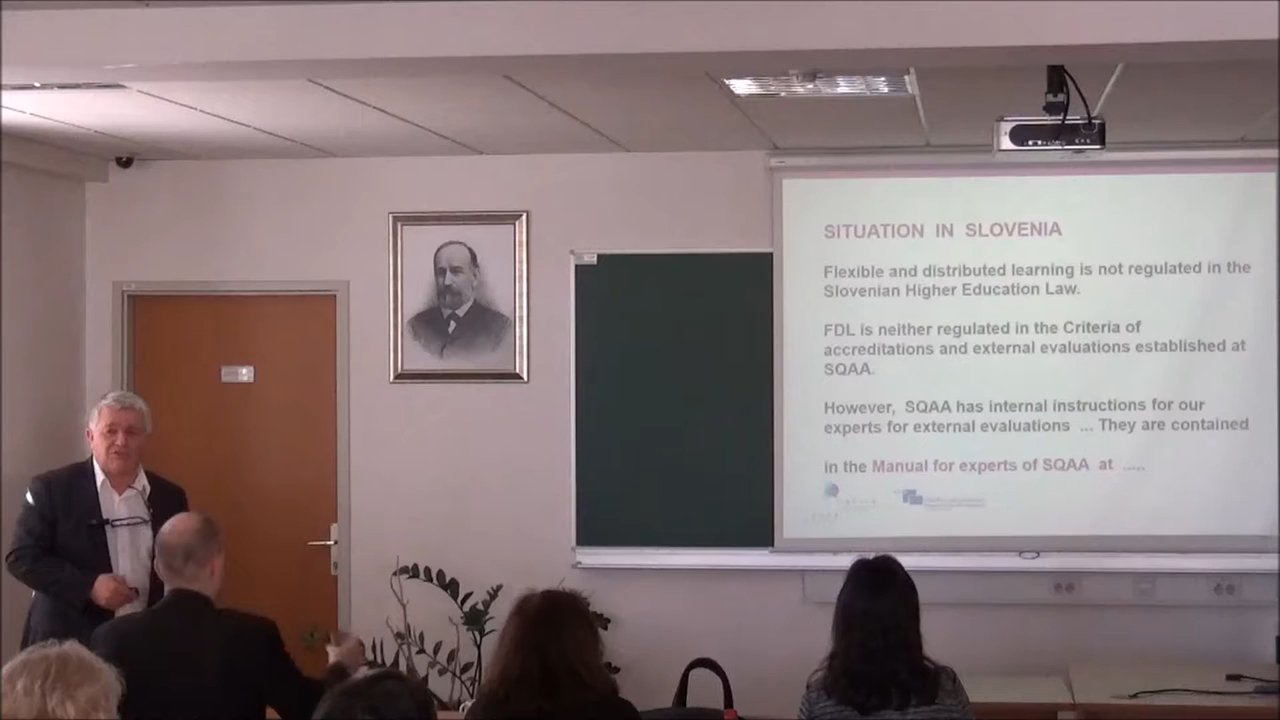 SITUATION IN SLOVENIA
Flexible and distributed learning is not regulated in the
Slovenian Higher Education Law.
FDL is neither regulated in the Criteria of
accreditations and external evaluations established at
SQAA.
However, SQAA has internal instructions for our
experts for external evaluations ... They are contained
in the Manual for experts of SQAA at .....